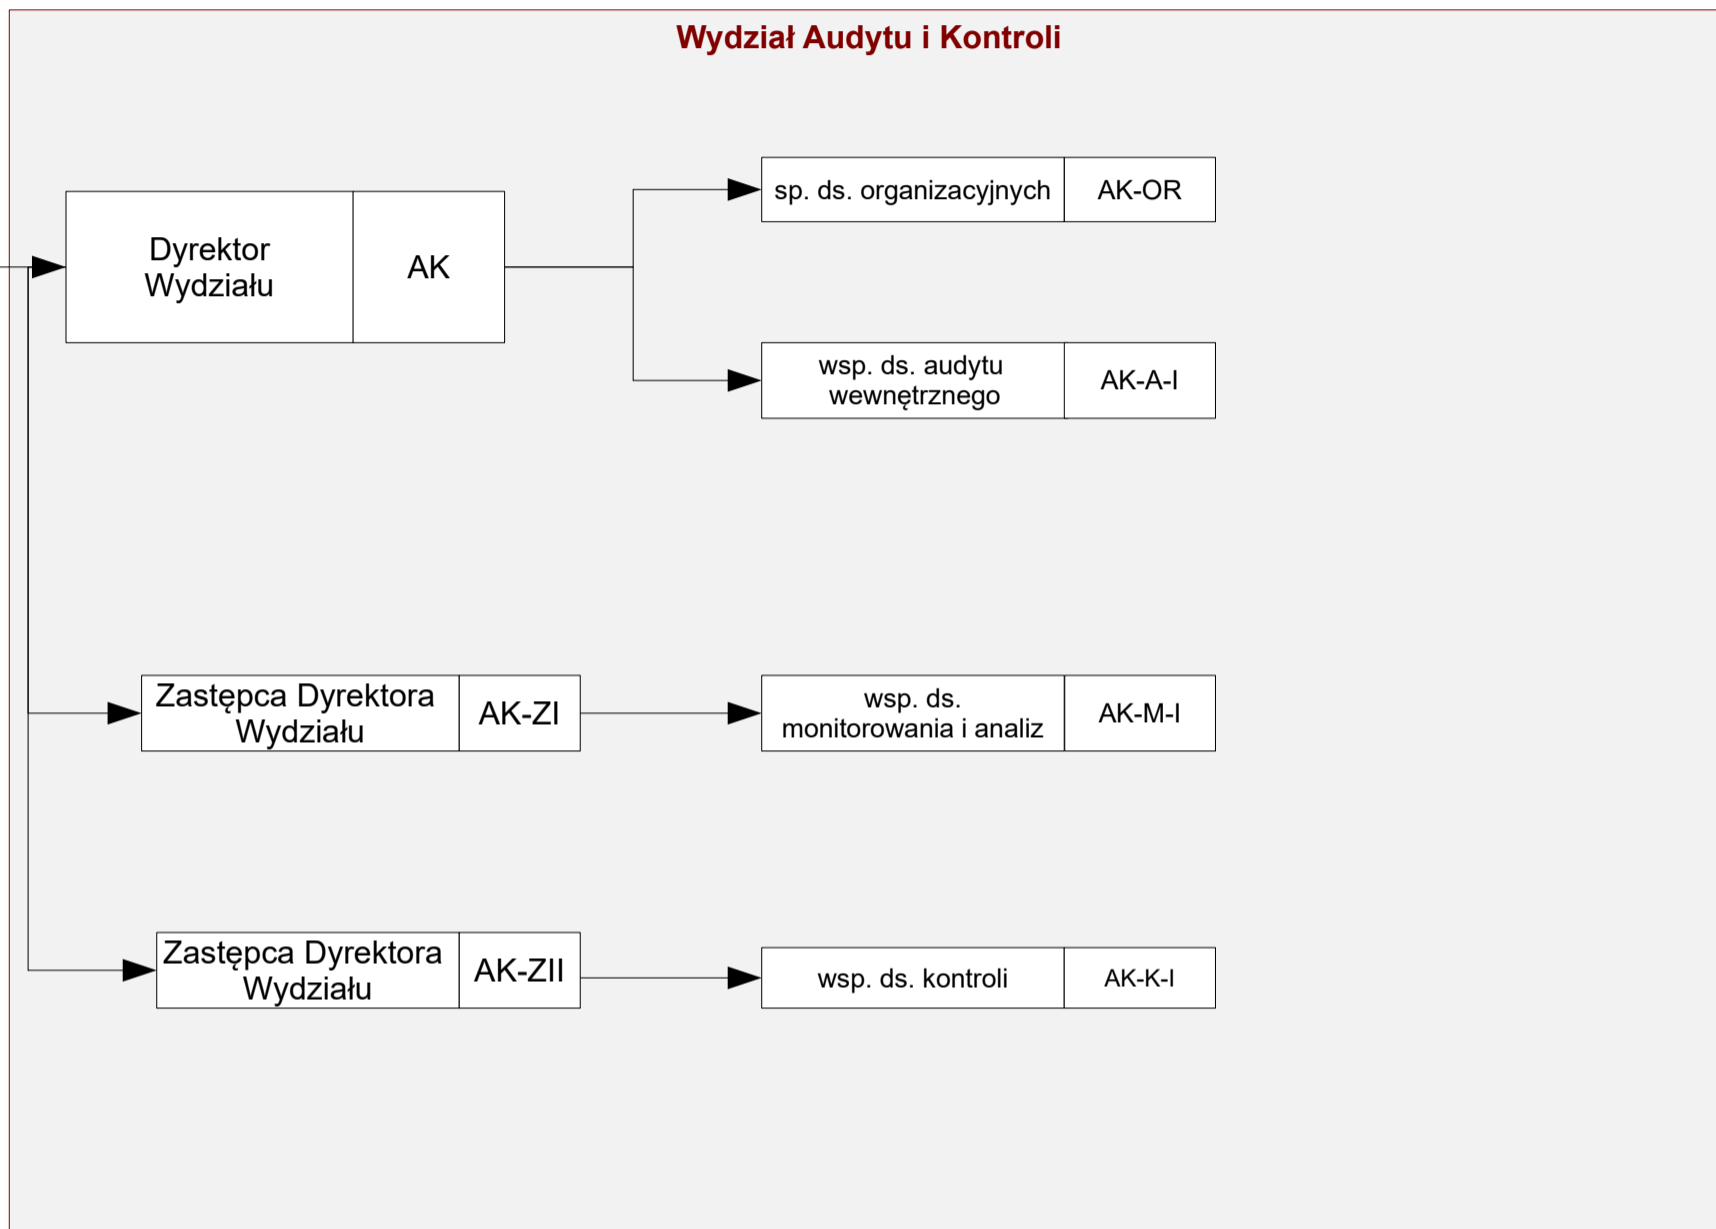 Wydział Audytu i Kontroli
Dyrektor
Wydziału
AK
sp. ds. organizacyjnych
AK-OR
wsp. ds. audytu
wewnętrznego
AK-A-I
Zastępca Dyrektora
Wydziału
AK-ZI
wsp. ds.
monitorowania i analiz
AK-M-I
Zastępca Dyrektora
Wydziału
AK-ZII
wsp. ds. kontroli
AK-K-I